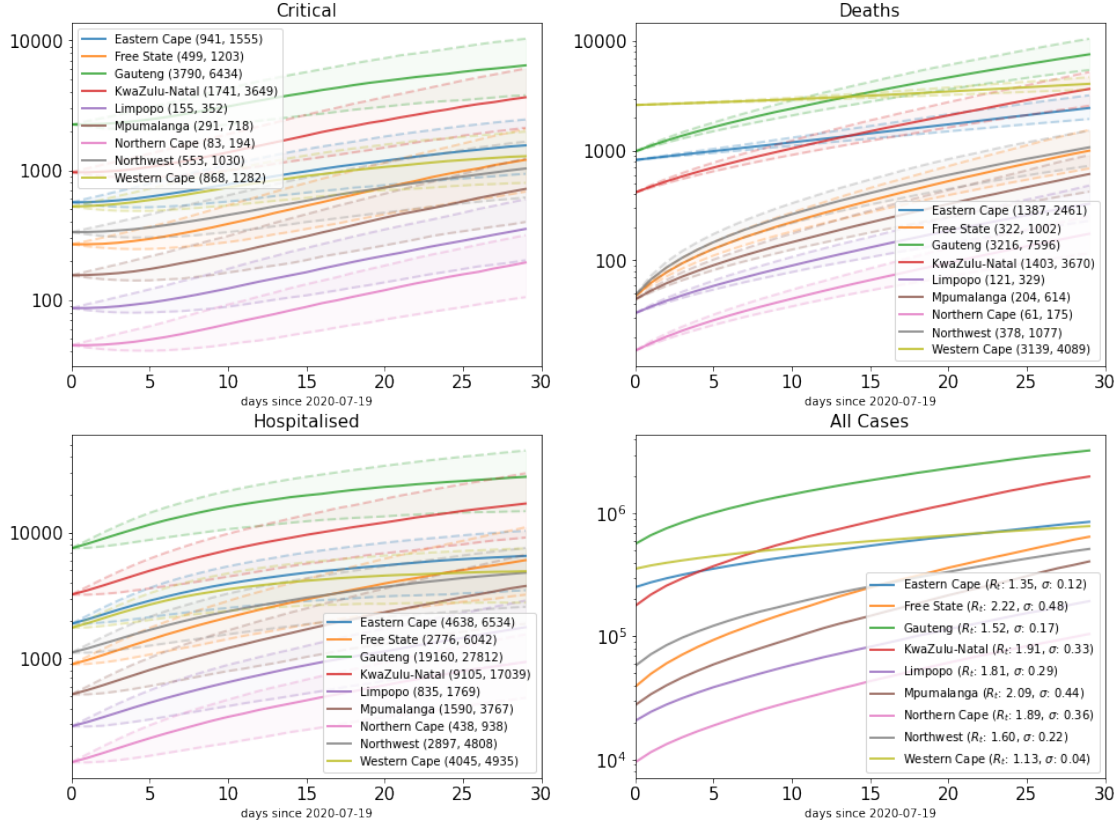 Critical
10000
1000
100
Eastern Cape (941, 1555)
Free State (499, 1203)
Gauteng (3790, 6434)
KwaZulu-Natal (1741, 3649)
Limpopo (155, 352)
Mpumalanga (291, 718)
Northern Cape (83, 194)
Northwest (553, 1030)
Western Cape (868, 1282)
0 5 10 15 20 25 30
days since 2020-07-19
Deaths
1000
100
Eastern Cape (1387, 2461)
Free State (322, 1002)
Gauteng (3216, 7596)
KwaZulu-Natal (1403, 3670)
Limpopo (121, 329)
Mpumalanga (204, 614)
Northern Cape (61, 175)
Northwest (378, 1077)
Western Cape (3139, 4089)
0 5 10 15 20 25 30
days since 2020-07-19
Hospitalised
10000
1000
Eastern Cape (4638, 6534)
Free State (2776, 6042)
Gauteng (19160, 27812)
KwaZulu-Natal (9105, 17039)
Limpopo (835, 1769)
Mpumalanga (1590, 3767)
Northern Cape (438, 938)
Northwest (2897, 4808)
Western Cape (4045, 4935)
0 5 10 15 20 25 30
days since 2020-07-19
All Cases
10⁶
10⁵
10⁴
Eastern Cape (Rₜ: 1.35, σ: 0.12)
Free State (Rₜ: 2.22, σ: 0.48)
Gauteng (Rₜ: 1.52, σ: 0.17)
KwaZulu-Natal (Rₜ: 1.91, σ: 0.33)
Limpopo (Rₜ: 1.81, σ: 0.29)
Mpumalanga (Rₜ: 2.09, σ: 0.44)
Northern Cape (Rₜ: 1.89, σ: 0.36)
Northwest (Rₜ: 1.60, σ: 0.22)
Western Cape (Rₜ: 1.13, σ: 0.04)
0 5 10 15 20 25 30
days since 2020-07-19